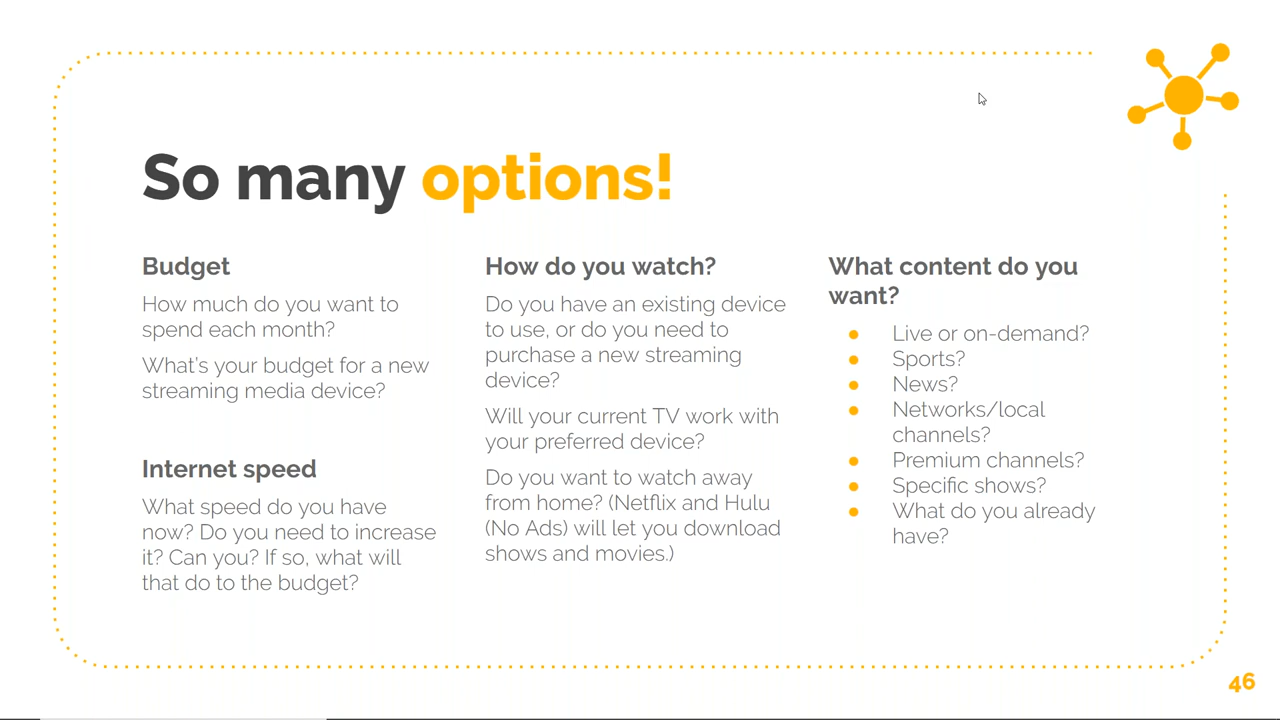 So many options!
Budget
How much do you want to
spend each month?
What's your budget for a new
streaming media device?
Internet speed
What speed do you have
now? Do you need to increase
it? Can you? If so, what will
that do to the budget?
How do you watch?
Do you have an existing device
to use, or do you need to
purchase a new streaming
device?
Will your current TV work with
your preferred device?
Do you want to watch away
from home? (Netflix and Hulu
(No Ads) will let you download
shows and movies.)
What content do you
want?
● Live or on-demand?
● Sports?
● News?
● Networks/local
channels?
● Premium channels?
● Specific shows?
● What do you already
have?
46